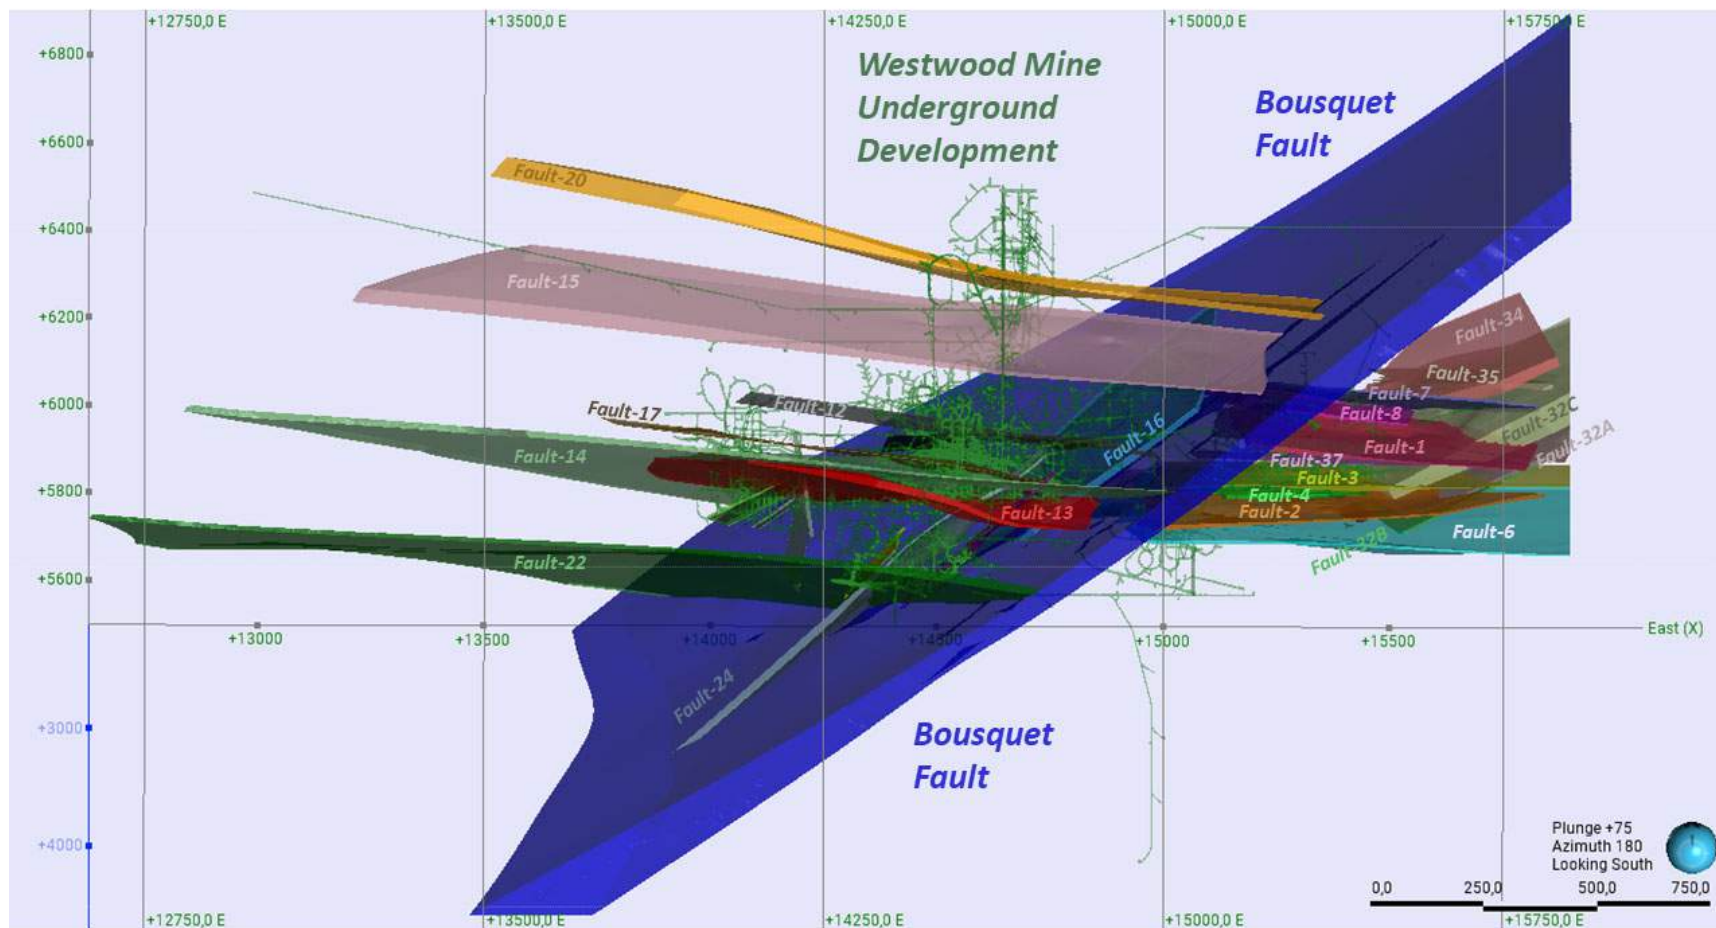 +12750,0 E
+13500,0 E
+14250,0 E
+15000,0 E
+15750,0 E
+6800
Westwood Mine
Underground
Development
Bousquet
Fault
+6600
Fault-20
+6400
Fault-15
+6200
Fault-34
Fault-35
Fault-7
+6000
Fault-17
Fault-12
Fault-8
Fault-32C
Fault-16
Fault-1
Fault-32A
Fault-14
Fault-37
Fault-3
+5800
Fault-4
Fault-13
Fault-2
Fault-6
Fault-32B
Fault-22
+5600
+13000
+13500
+14000
+14500
+15000
+15500
East (X)
Fault-24
+3000
Bousquet
Fault
+4000
Plunge +75
Azimuth 180
Looking South
0,0
250,0
500,0
750,0
+12750,0 E
+13500,0 E
+14250,0 E
+15000,0 E
+15750,0 E